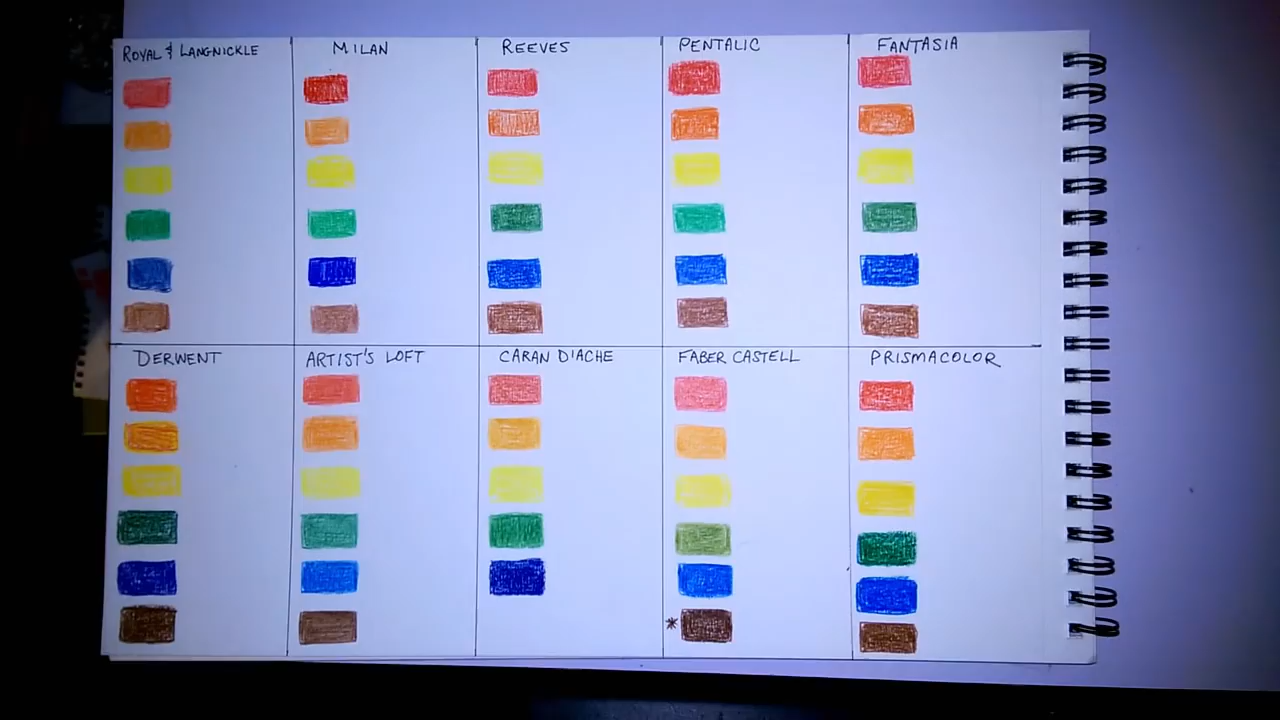 ROYAL & LANGNICKLE
MILAN
REEVES
PENTALIC
FANTASIA
DERWENT
ARTIST'S LOFT
CARAN D'ACHE
FABER CASTELL
PRISMACOLOR
*